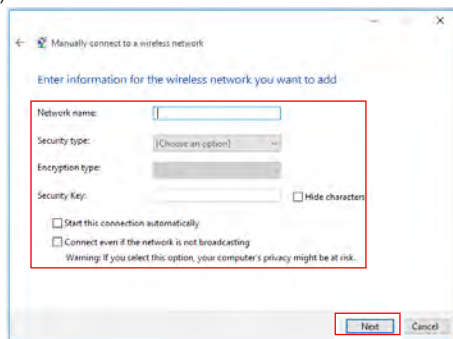 Manually connect to a wireless network
Enter information for the wireless network you want to add
Network name:
Security type: [Choose an option]
Encryption type:
Security Key: Hide characters
Start this connection automatically
Connect even if the network is not broadcasting
Warning: If you select this option, your computer's privacy might be at risk.
Next Cancel